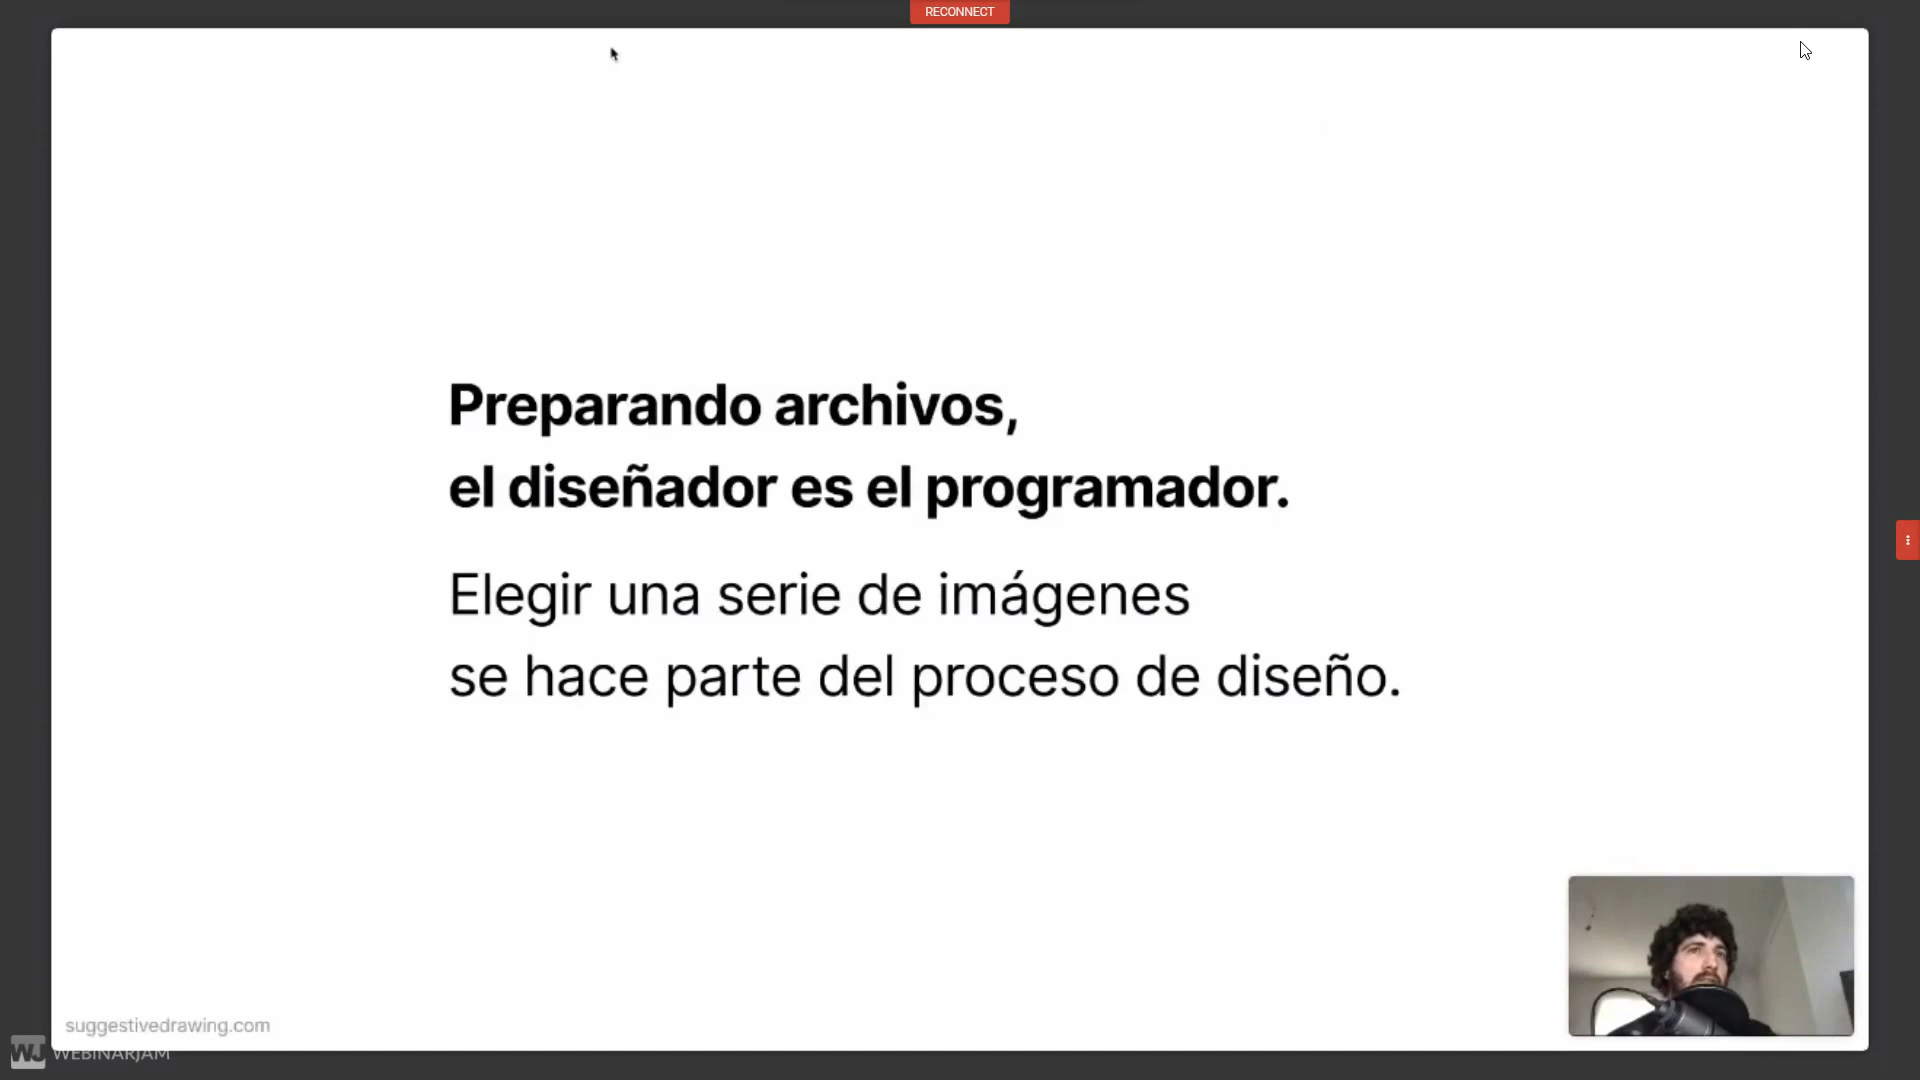 RECONNECT
Preparando archivos,
el diseñador es el programador.
Elegir una serie de imágenes
se hace parte del proceso de diseño.
suggestivedrawing.com
WJ WEBINARJAM